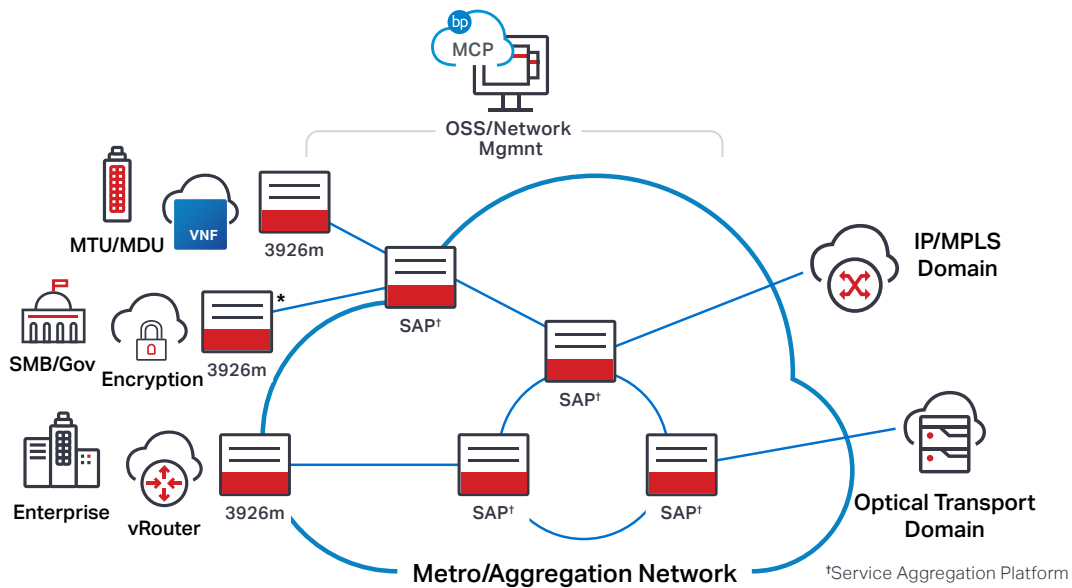 bp
MCP
OSS/Network
Mgmnt
MTU/MDU
VNF
3926m
SAP†
IP/MPLS
Domain
SMB/Gov
Encryption
3926m
*
SAP†
Enterprise
vRouter
3926m
SAP†
SAP†
Optical Transport
Domain
Metro/Aggregation Network
†Service Aggregation Platform